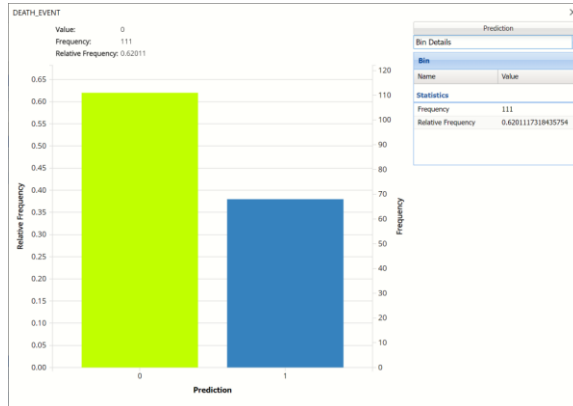 DEATH_EVENT
Value: 0
Frequency: 111
Relative Frequency: 0.62011
Prediction
Bin Details
Bin
Name Value
Statistics
Frequency 111
Relative Frequency 0.6201117318435754
0.65
0.60
0.55
0.50
0.45
0.40
0.35
0.30
0.25
0.20
0.15
0.10
0.05
0.00
Relative Frequency
120
110
100
90
80
70
60
50
40
30
20
10
0
Frequency
0 1
Prediction